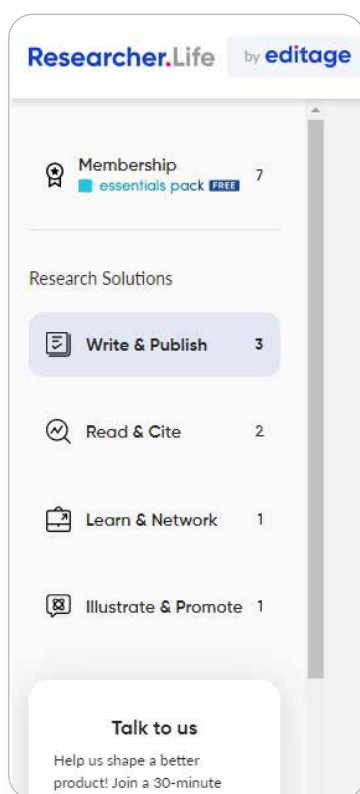 Researcher.Life by editage
Membership 7
essentials pack FREE
Research Solutions
Write & Publish 3
Read & Cite 2
Learn & Network 1
Illustrate & Promote 1
Talk to us
Help us shape a better
product! Join a 30-minute